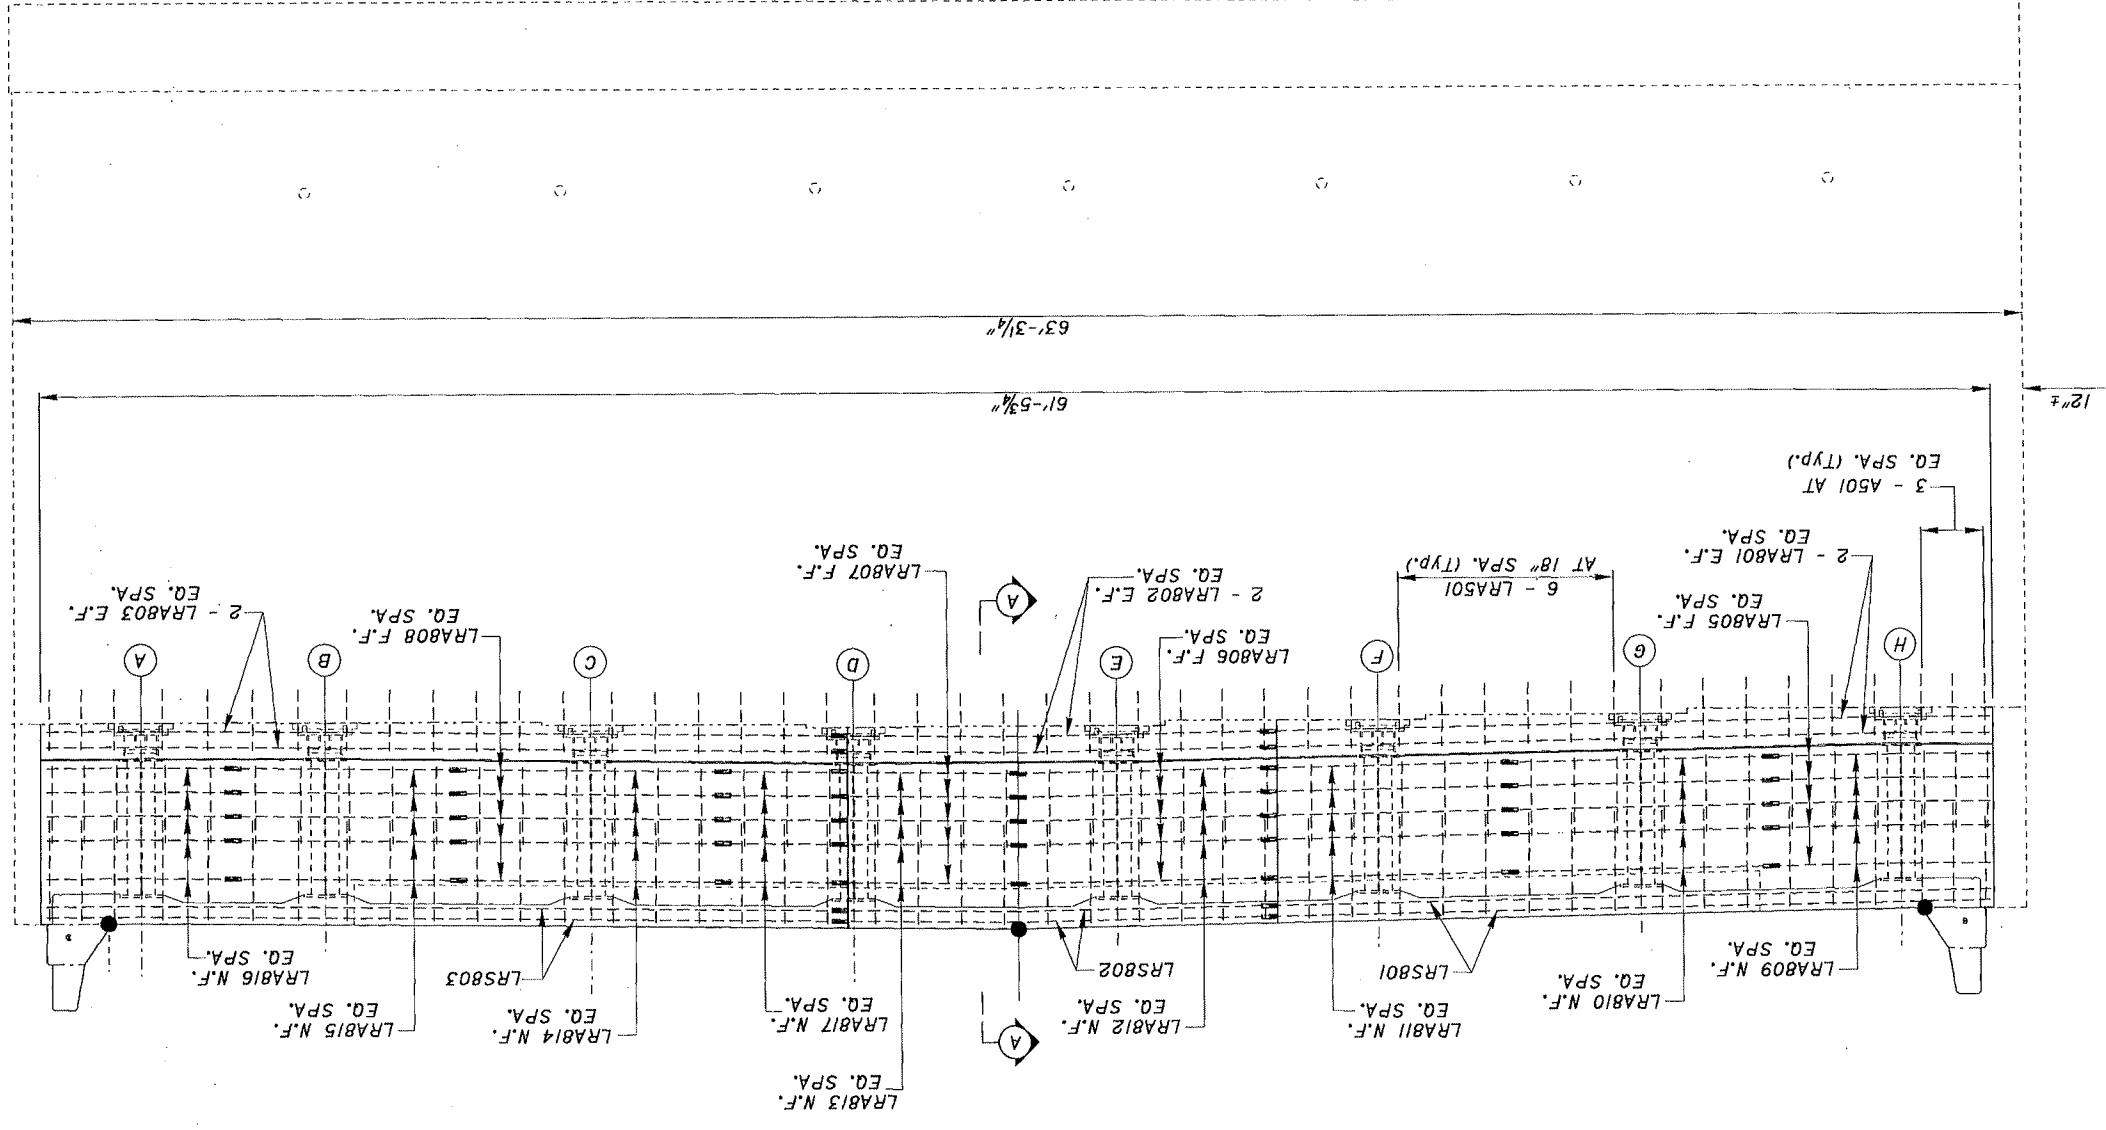 LRA813 N.F.
EQ. SPA.
A
LRA809 N.F.
EQ. SPA.
LRA810 N.F.
EQ. SPA.
LRS801
LRA811 N.F.
EQ. SPA.
LRA812 N.F.
EQ. SPA.
LRS802
LRA817 N.F.
EQ. SPA.
LRA814 N.F.
EQ. SPA.
LRS803
LRA815 N.F.
EQ. SPA.
LRA816 N.F.
EQ. SPA.
H
G
F
E
D
C
B
A
2 - LRA801 E.F.
EQ. SPA.
LRA805 F.F.
EQ. SPA.
6 - LRA501
AT 18" SPA. (Typ.)
LRA806 F.F.
EQ. SPA.
2 - LRA802 E.F.
EQ. SPA.
A
LRA807 F.F.
EQ. SPA.
LRA808 F.F.
EQ. SPA.
2 - LRA803 E.F.
EQ. SPA.
3 - A501 AT
EQ. SPA. (Typ.)
12"±
61'-5¾"
63'-3¼"